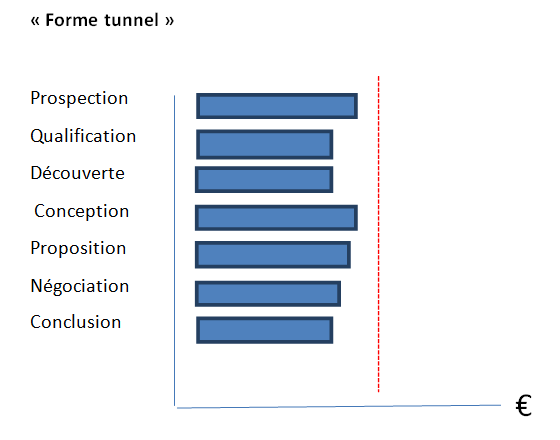 « Forme tunnel »
Prospection
Qualification
Découverte
Conception
Proposition
Négociation
Conclusion
€